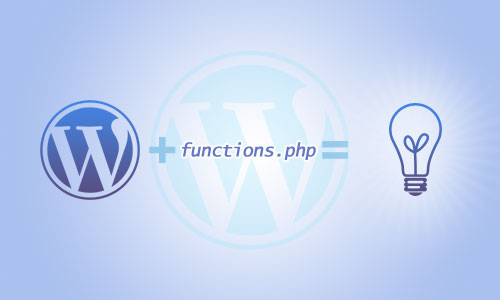 W + functions.php =